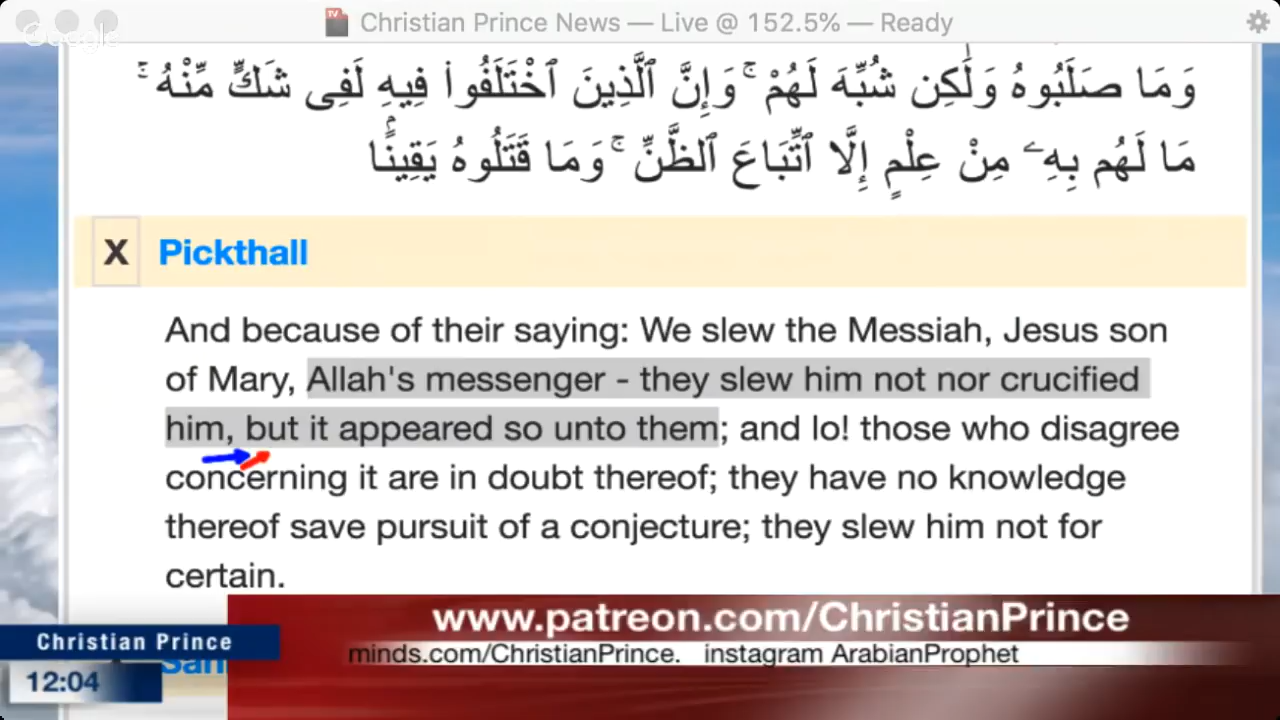 Christian Prince News — Live @ 152.5% — Ready
Google
وَمَا صَلَبُوهُ وَلَٰكِن شُبِّهَ لَهُمْ ۚ وَإِنَّ ٱلَّذِينَ ٱخْتَلَفُوا۟ فِيهِ لَفِى شَكٍّ مِّنْهُ ۚ
مَا لَهُم بِهِۦ مِنْ عِلْمٍ إِلَّا ٱتِّبَاعَ ٱلظَّنِّ ۚ وَمَا قَتَلُوهُ يَقِينًۢا
X Pickthall
And because of their saying: We slew the Messiah, Jesus son
of Mary, Allah's messenger - they slew him not nor crucified
him, but it appeared so unto them; and lo! those who disagree
concerning it are in doubt thereof; they have no knowledge
thereof save pursuit of a conjecture; they slew him not for
certain.
www.patreon.com/ChristianPrince
Christian Prince
minds.com/ChristianPrince. instagram ArabianProphet
12:04